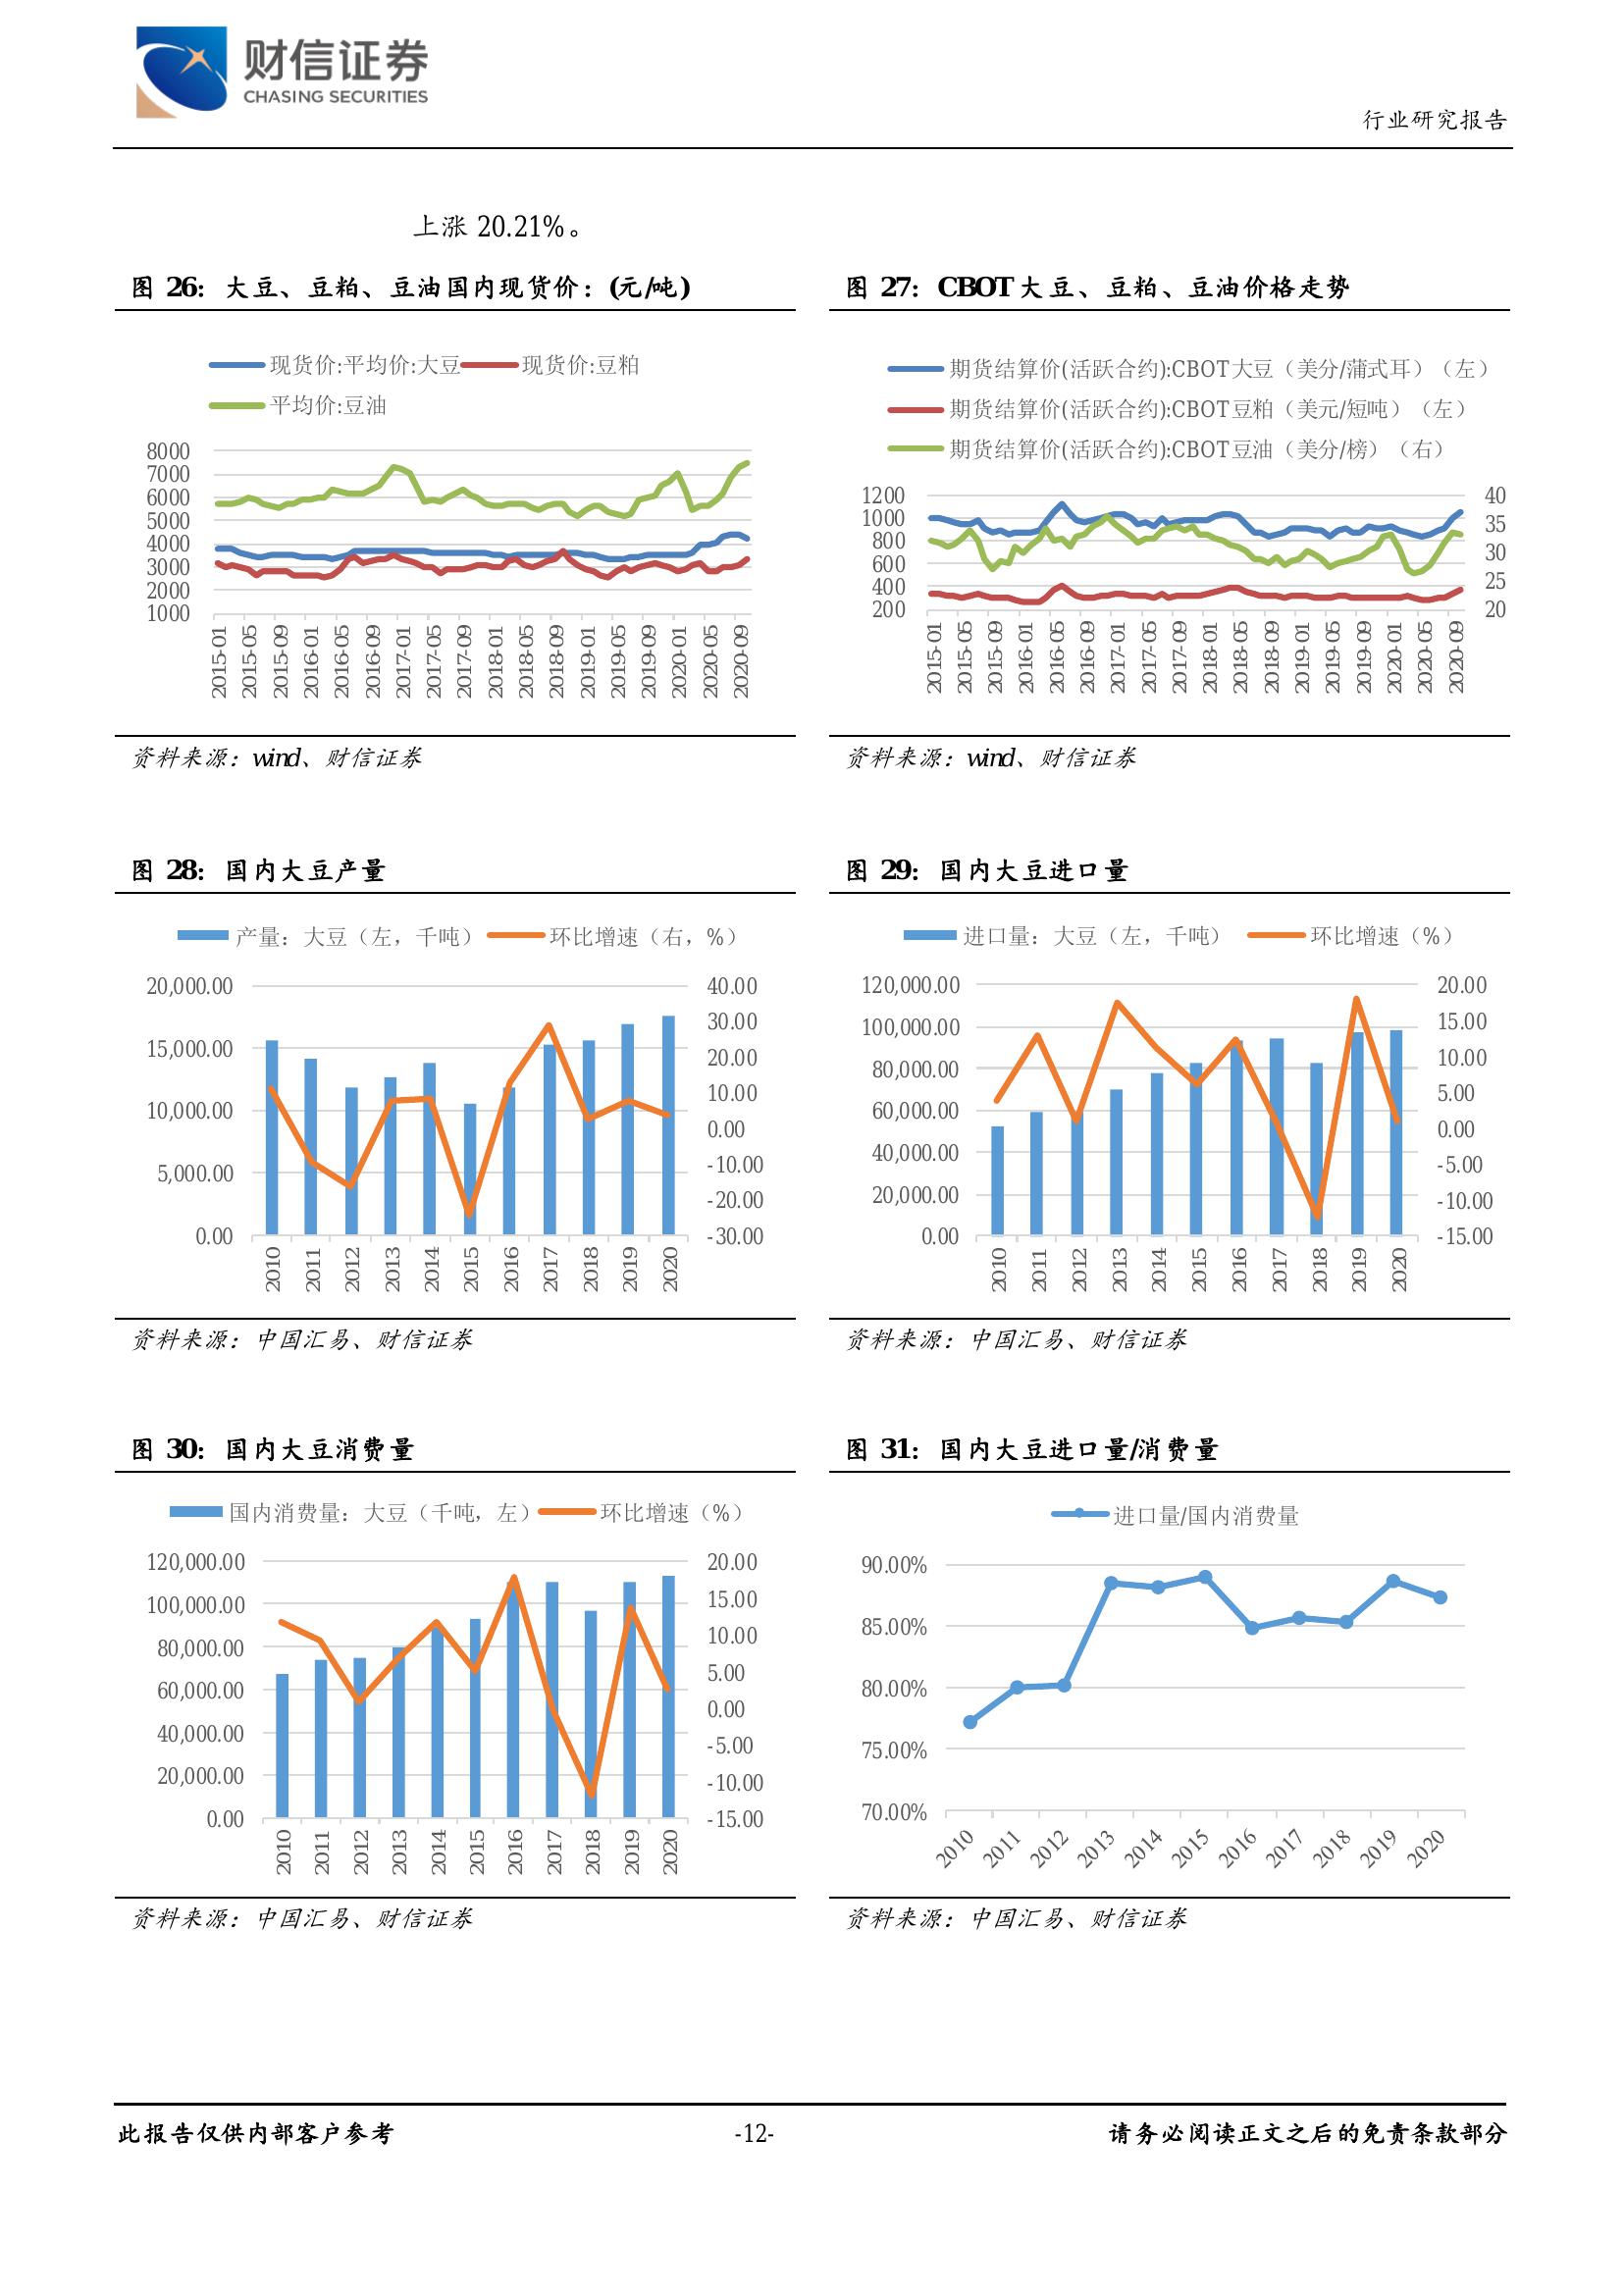 财信证券
CHASING SECURITIES
行业研究报告
上涨 20.21%。
图 26：大豆、豆粕、豆油国内现货价：(元/吨)
现货价:平均价:大豆 现货价:豆粕
平均价:豆油
8000
7000
6000
5000
4000
3000
2000
1000
2015-01 2015-05 2015-09 2016-01 2016-05 2016-09 2017-01 2017-05 2017-09 2018-01 2018-05 2018-09 2019-01 2019-05 2019-09 2020-01 2020-05 2020-09
资料来源：wind、财信证券
图 27：CBOT 大豆、豆粕、豆油价格走势
期货结算价(活跃合约):CBOT大豆（美分/蒲式耳）（左）
期货结算价(活跃合约):CBOT豆粕（美元/短吨）（左）
期货结算价(活跃合约):CBOT豆油（美分/榜）（右）
1200 40
1000 35
800 30
600
400 25
200 20
2015-01 2015-05 2015-09 2016-01 2016-05 2016-09 2017-01 2017-05 2017-09 2018-01 2018-05 2018-09 2019-01 2019-05 2019-09 2020-01 2020-05 2020-09
资料来源：wind、财信证券
图 28：国内大豆产量
产量：大豆（左，千吨） 环比增速（右，%）
20,000.00 40.00
30.00
15,000.00 20.00
10,000.00 10.00
0.00
5,000.00 -10.00
-20.00
0.00 -30.00
2010 2011 2012 2013 2014 2015 2016 2017 2018 2019 2020
资料来源：中国汇易、财信证券
图 29：国内大豆进口量
进口量：大豆（左，千吨） 环比增速（%）
120,000.00 20.00
100,000.00 15.00
80,000.00 10.00
60,000.00 5.00
0.00
40,000.00 -5.00
20,000.00 -10.00
0.00 -15.00
2010 2011 2012 2013 2014 2015 2016 2017 2018 2019 2020
资料来源：中国汇易、财信证券
图 30：国内大豆消费量
国内消费量：大豆（千吨，左） 环比增速（%）
120,000.00 20.00
100,000.00 15.00
80,000.00 10.00
60,000.00 5.00
0.00
40,000.00 -5.00
20,000.00 -10.00
0.00 -15.00
2010 2011 2012 2013 2014 2015 2016 2017 2018 2019 2020
资料来源：中国汇易、财信证券
图 31：国内大豆进口量/消费量
进口量/国内消费量
90.00%
85.00%
80.00%
75.00%
70.00%
2010 2011 2012 2013 2014 2015 2016 2017 2018 2019 2020
资料来源：中国汇易、财信证券
此报告仅供内部客户参考 -12- 请务必阅读正文之后的免责条款部分